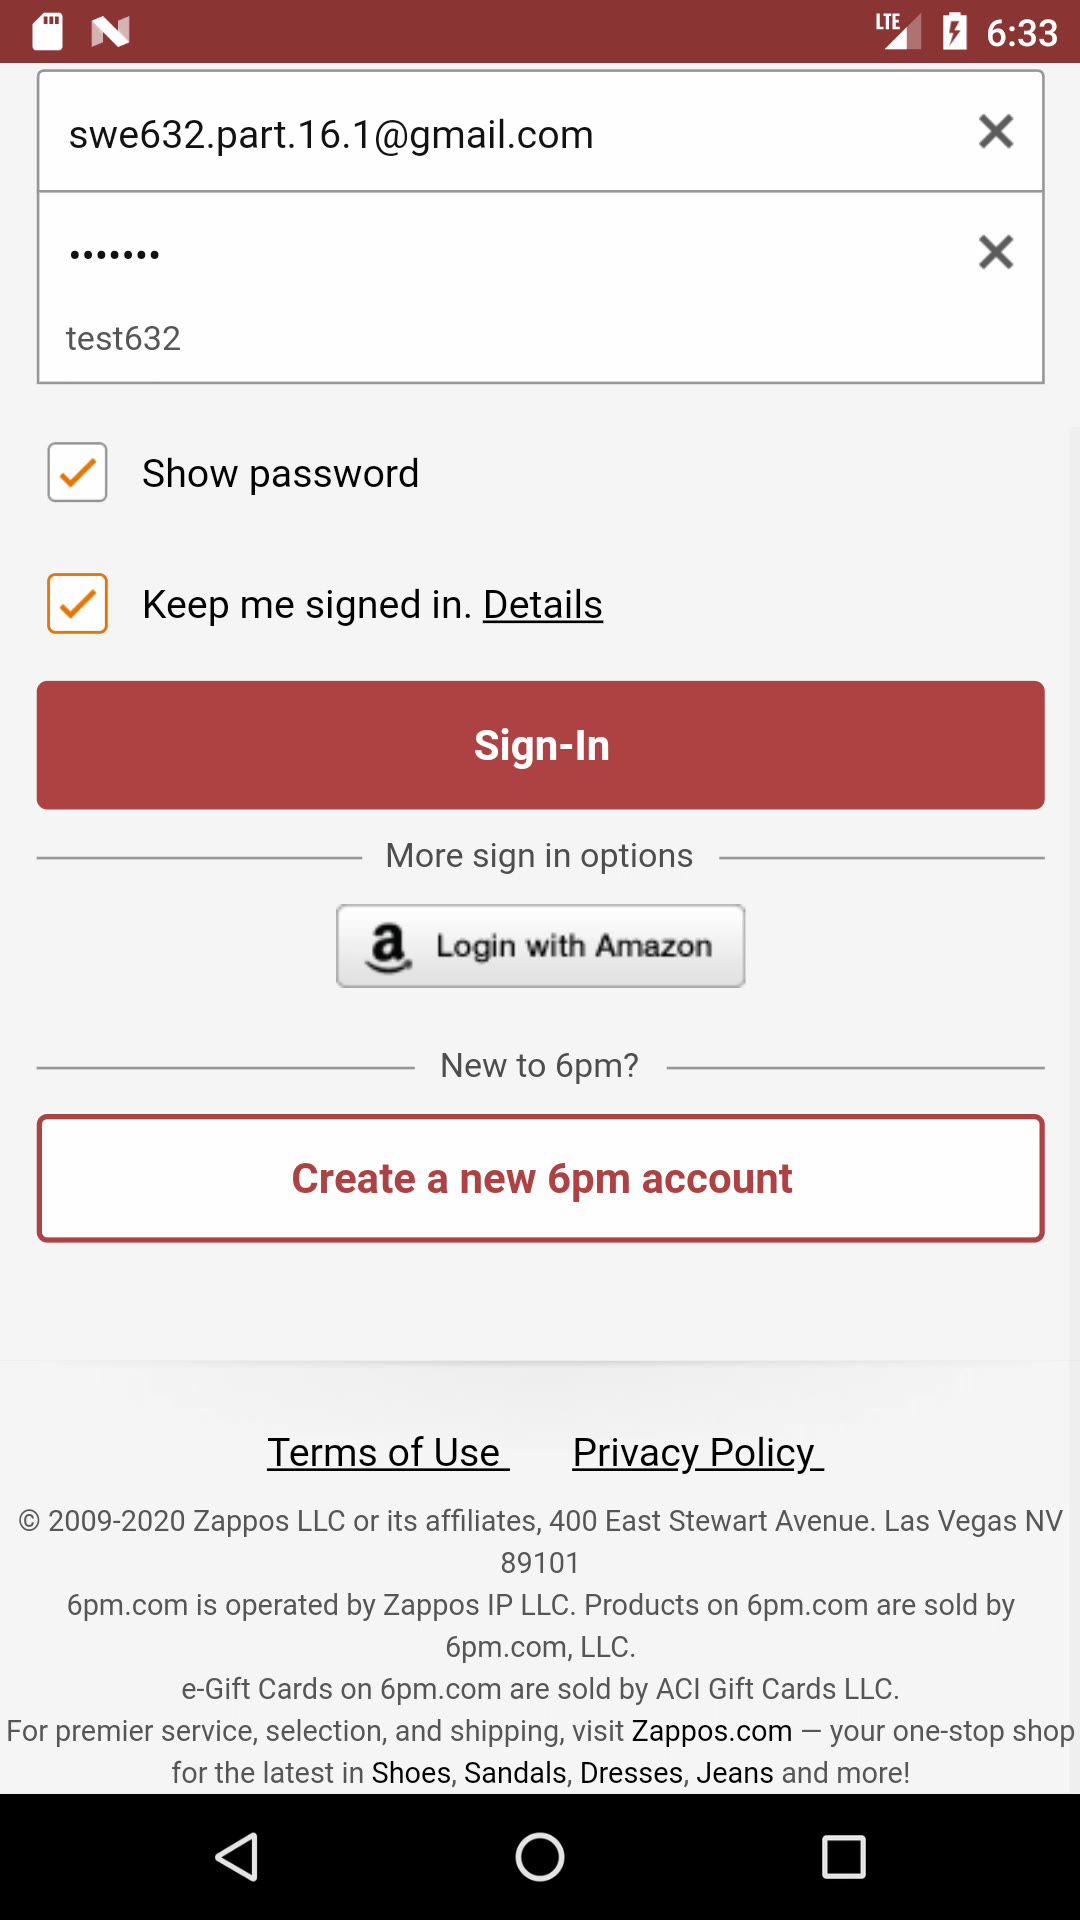 LTE 6:33
swe632.part.16.1@gmail.com
•••••••
test632
Show password
Keep me signed in. Details
Sign-In
More sign in options
a Login with Amazon
New to 6pm?
Create a new 6pm account
Terms of Use Privacy Policy
© 2009-2020 Zappos LLC or its affiliates, 400 East Stewart Avenue. Las Vegas NV
89101
6pm.com is operated by Zappos IP LLC. Products on 6pm.com are sold by
6pm.com, LLC.
e-Gift Cards on 6pm.com are sold by ACI Gift Cards LLC.
For premier service, selection, and shipping, visit Zappos.com — your one-stop shop
for the latest in Shoes, Sandals, Dresses, Jeans and more!